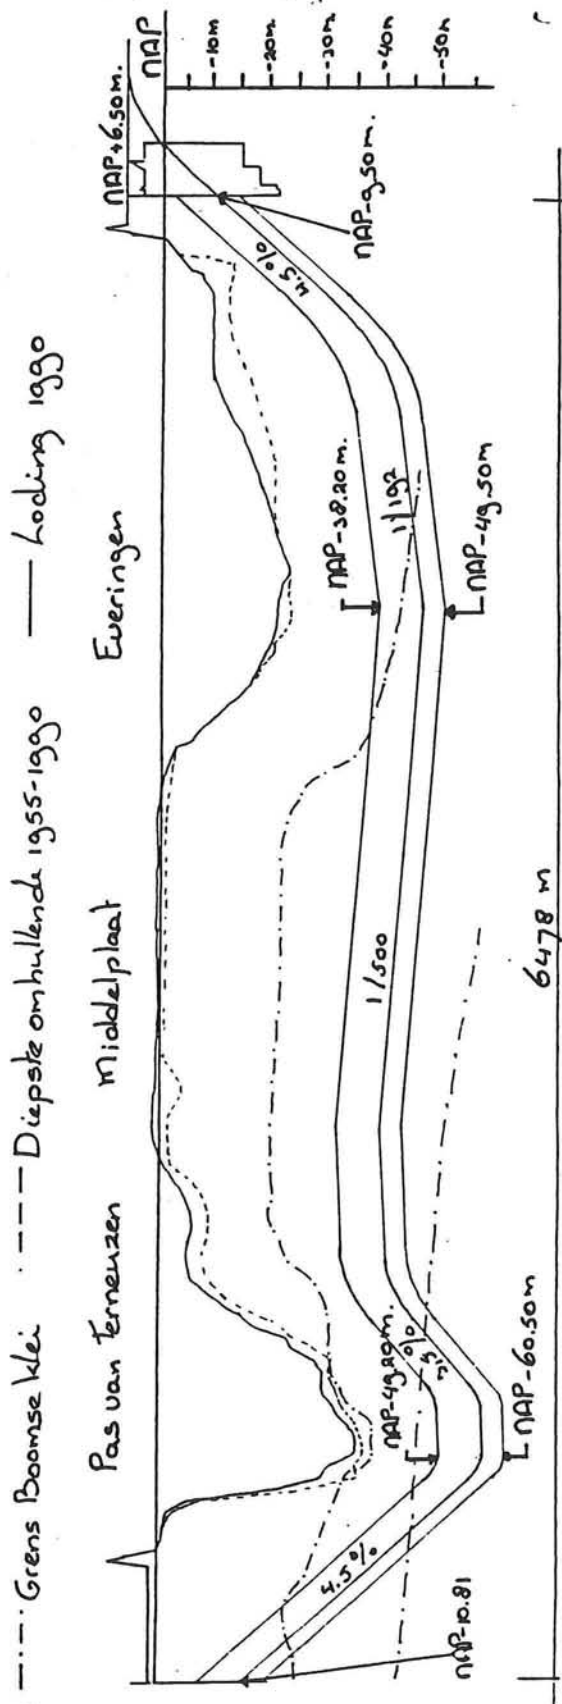 —·— Grens Boomse klei ·--- Diepste omhullende 1955-1990 — Loding 1990
Pas van Terneuzen Middelplaat Everingen
NAP+6.50m.
NAP
-10m
-20m
-30m
-40m
-50m
NAP-9.50m.
4.5%
NAP-38.20m.
1/192
NAP-49.50m
1/500
NAP-49.20m.
NAP-60.50m
4.5%
NAP-10.81
6478 m